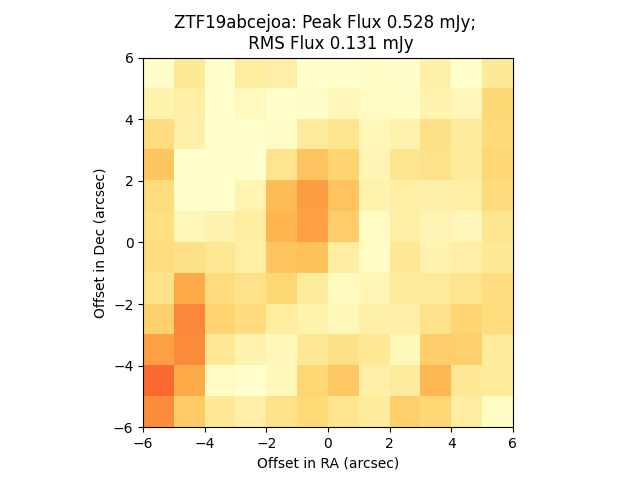 ZTF19abcejoa: Peak Flux 0.528 mJy;
RMS Flux 0.131 mJy
6
4
2
0
−2
−4
−6
Offset in Dec (arcsec)
−6 −4 −2 0 2 4 6
Offset in RA (arcsec)